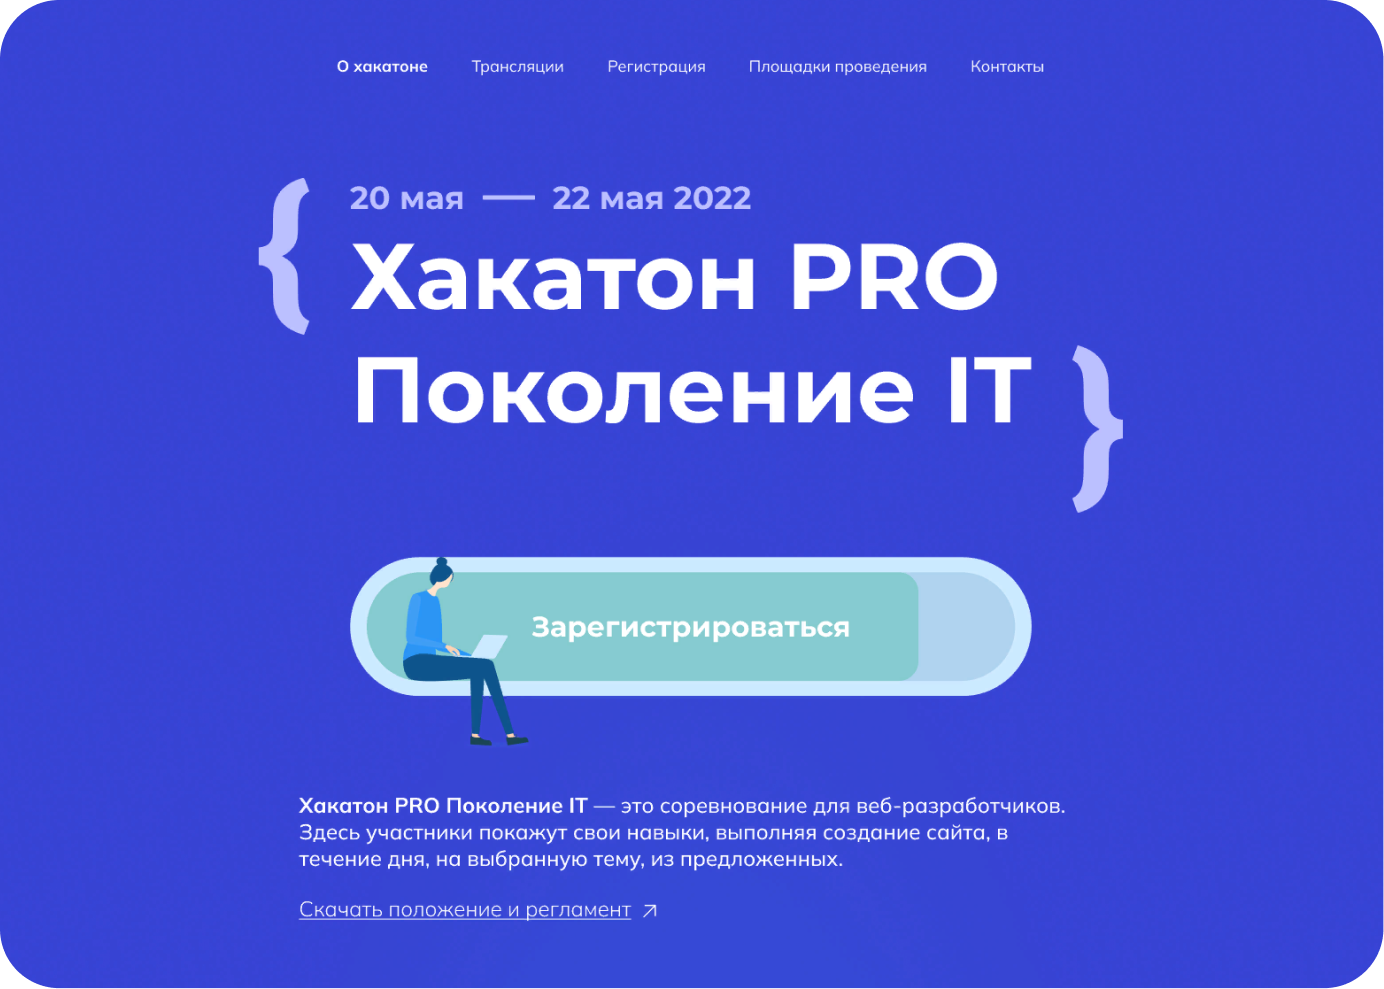 О хакатоне Трансляции Регистрация Площадки проведения Контакты
{ 20 мая — 22 мая 2022
Хакатон PRO
Поколение IT }
Зарегистрироваться
Хакатон PRO Поколение IT — это соревнование для веб-разработчиков.
Здесь участники покажут свои навыки, выполняя создание сайта, в
течение дня, на выбранную тему, из предложенных.
Скачать положение и регламент ↗